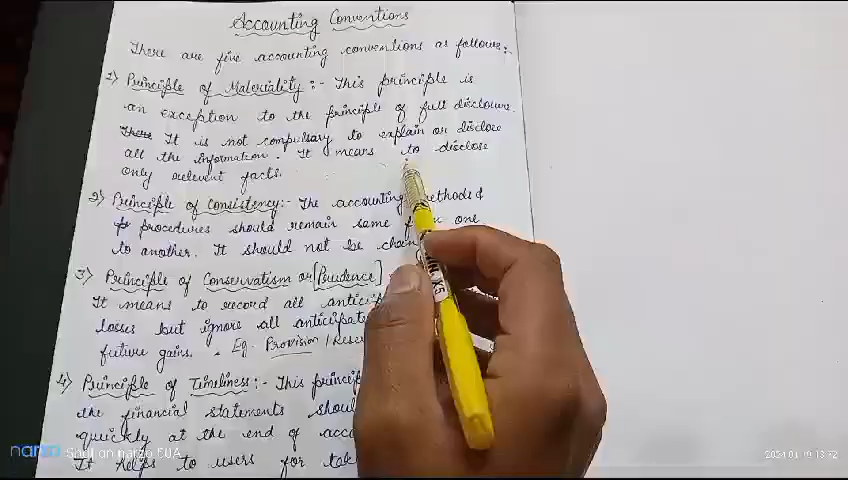 Accounting Conventions
There are five accounting conventions as follows:-
1) Principle of Materiality :- This principle is
an exception to the principle of full disclosure.
It is not compulsary to explain or disclose
all the information. It means to disclose
only relevent facts.
2) Principle of Consistency:- The accounting methods &
procedures should remain same from one
to another. It should not be
3) Principle of Conservatism or [Prudence]
It means to record all
losses but ignore all
future gains. Eg. Provision /
4) Principle of Timeliness:- This
the financial statements
quickly at the end of
It helps to users for
narzo Shot on narzo 50A